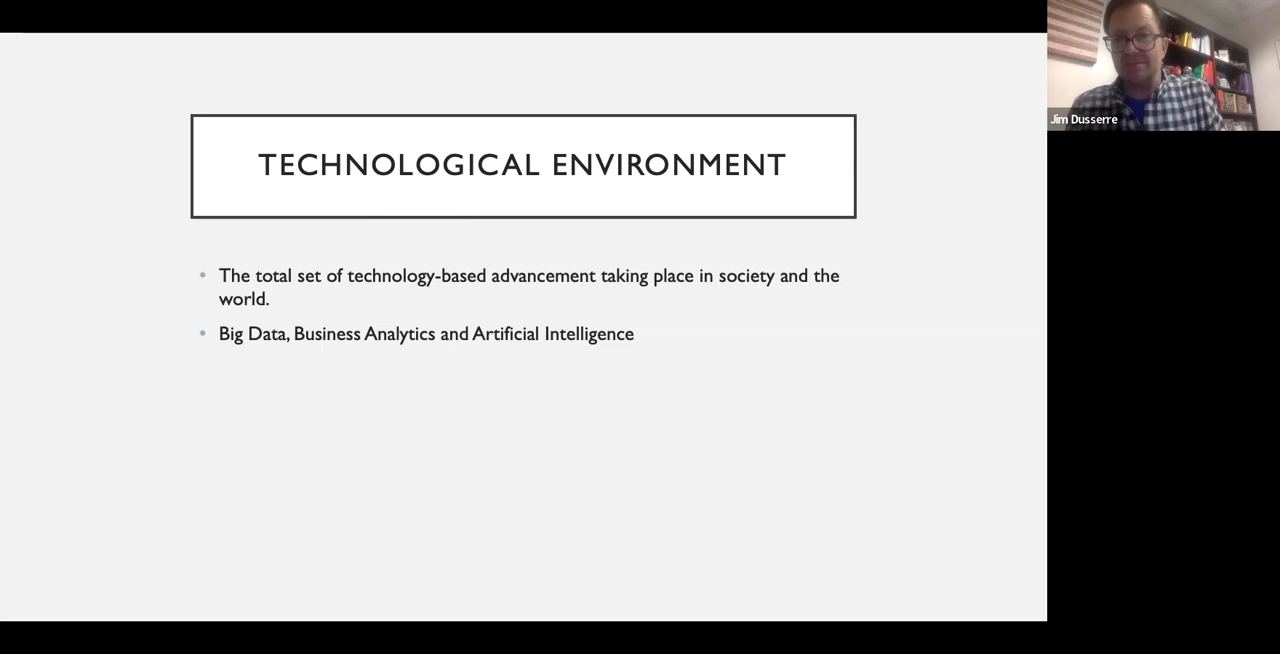 TECHNOLOGICAL ENVIRONMENT
• The total set of technology-based advancement taking place in society and the
world.
• Big Data, Business Analytics and Artificial Intelligence
Jim Dusserre